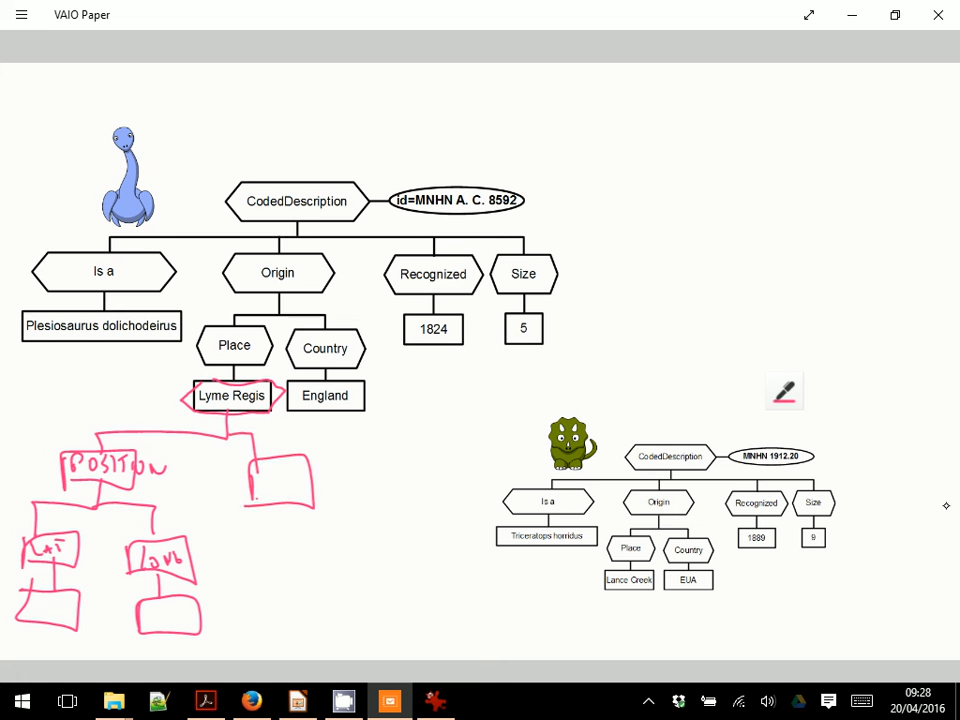 VAIO Paper
CodedDescription
id=MNHN A. C. 8592
Is a
Origin
Recognized
Size
Plesiosaurus dolichodeirus
1824
5
Place
Country
Lyme Regis
England
POSITION
LAT
LONG
CodedDescription
MNHN 1912.20
Is a
Origin
Recognized
Size
Triceratops horridus
1889
9
Place
Country
Lance Creek
EUA
09:28
20/04/2016